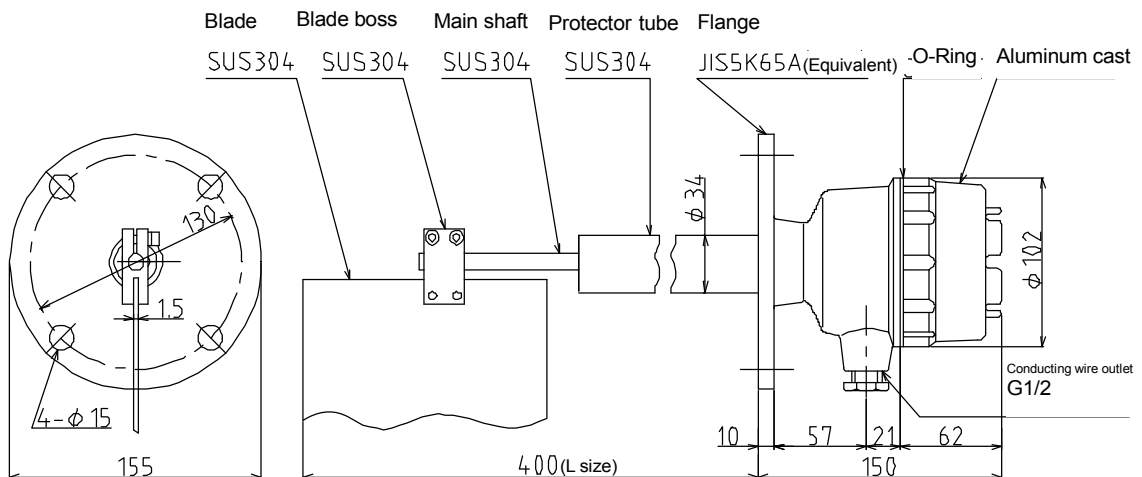 Blade Blade boss Main shaft Protector tube Flange
SUS304 SUS304 SUS304 SUS304 JIS5K65A(Equivalent) O-Ring Aluminum cast
130
φ34
φ102
1.5
Conducting wire outlet
G1/2
4-φ15
10 57 21 62
155 400(L size) 150